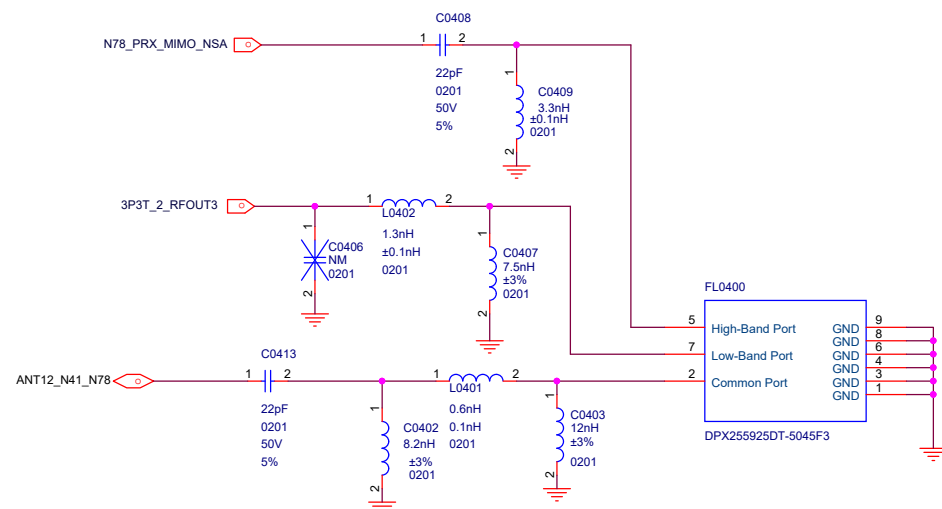 C0408
N78_PRX_MIMO_NSA
1 2
22pF
0201
50V
5%
1
C0409
3.3nH
±0.1nH
0201
2
3P3T_2_RFOUT3
1 2
L0402
1.3nH
±0.1nH
0201
1
C0406
NM
0201
2
1
C0407
7.5nH
±3%
0201
2
FL0400
5 High-Band Port
7 Low-Band Port
2 Common Port
GND 9
GND 8
GND 6
GND 4
GND 3
GND 1
DPX255925DT-5045F3
C0413
ANT12_N41_N78
1 2
22pF
0201
50V
5%
1
C0402
8.2nH
±3%
0201
2
1 2
L0401
0.6nH
0.1nH
0201
1
C0403
12nH
±3%
0201
2